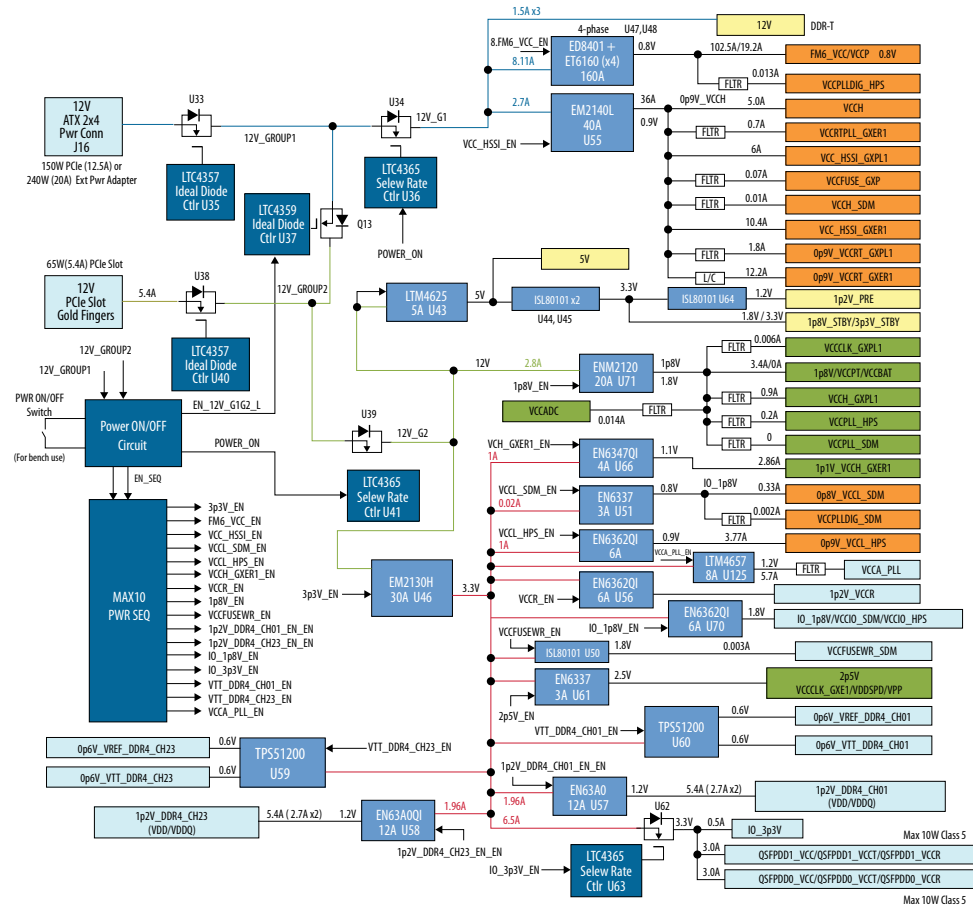 1.5A x3
12V
DDR-T
4-phase
U47,U48
8.FM6_VCC_EN
ED8401 +
ET6160 (x4)
160A
0.8V
102.5A/19.2A
FM6_VCC/VCCP 0.8V
8.11A
0.013A
FLTR
VCCPLLDIG_HPS
12V
ATX 2x4
Pwr Conn
J16
150W PCIe (12.5A) or
240W (20A) Ext Pwr Adapter
U33
12V_GROUP1
U34
12V_G1
2.7A
EM2140L
40A
U55
36A
0.9V
0p9V_VCCH
5.0A
VCCH
VCC_HSSI_EN
FLTR
0.7A
VCCRTPLL_GXER1
6A
VCC_HSSI_GXPL1
FLTR
0.07A
VCCFUSE_GXP
FLTR
0.01A
VCCH_SDM
10.4A
VCC_HSSI_GXER1
FLTR
1.8A
0p9V_VCCRT_GXPL1
L/C
12.2A
0p9V_VCCRT_GXER1
LTC4357
Ideal Diode
Ctlr U35
LTC4359
Ideal Diode
Ctlr U37
Q13
LTC4365
Selew Rate
Ctlr U36
POWER_ON
65W(5.4A) PCIe Slot
12V
PCIe Slot
Gold Fingers
5.4A
U38
12V_GROUP2
LTC4357
Ideal Diode
Ctlr U40
5V
LTM4625
5A U43
5V
ISL80101 x2
U44, U45
3.3V
ISL80101 U64
1.2V
1p2V_PRE
1.8V / 3.3V
1p8V_STBY/3p3V_STBY
12V
2.8A
ENM2120
20A U71
1p8V
1.8V
1p8V_EN
FLTR
0.006A
VCCCLK_GXPL1
3.4A/0A
1p8V/VCCPT/VCCBAT
FLTR
0.9A
VCCH_GXPL1
VCCADC
0.014A
FLTR
FLTR
0.2A
VCCPLL_HPS
FLTR
0
VCCPLL_SDM
12V_GROUP2
12V_GROUP1
PWR ON/OFF
Switch
(For bench use)
Power ON/OFF
Circuit
EN_12V_G1G2_L
POWER_ON
EN_SEQ
U39
12V_G2
LTC4365
Selew Rate
Ctlr U41
VCH_GXER1_EN
1A
EN6347QI
4A U66
1.1V
2.86A
1p1V_VCCH_GXER1
VCCL_SDM_EN
0.02A
EN6337
3A U51
0.8V
IO_1p8V
0.33A
0p8V_VCCL_SDM
FLTR
0.002A
VCCPLLDIG_SDM
VCCL_HPS_EN
1A
EN6362QI
6A
0.9V
3.77A
0p9V_VCCL_HPS
VCCA_PLL_EN
LTM4657
8A U125
1.2V
5.7A
FLTR
VCCA_PLL
MAX10
PWR SEQ
3p3V_EN
FM6_VCC_EN
VCC_HSSI_EN
VCCL_SDM_EN
VCCL_HPS_EN
VCCH_GXER1_EN
VCCR_EN
1p8V_EN
VCCFUSEWR_EN
1p2V_DDR4_CH01_EN_EN
1p2V_DDR4_CH23_EN_EN
IO_1p8V_EN
IO_3p3V_EN
VTT_DDR4_CH01_EN
VTT_DDR4_CH23_EN
VCCA_PLL_EN
3p3V_EN
EM2130H
30A U46
3.3V
VCCR_EN
EN6362QI
6A U56
1p2V_VCCR
IO_1p8V_EN
EN6362QI
6A U70
1.8V
IO_1p8V/VCCIO_SDM/VCCIO_HPS
VCCFUSEWR_EN
ISL80101 U50
1.8V
0.003A
VCCFUSEWR_SDM
EN6337
3A U61
2p5V_EN
2.5V
2p5V
VCCCLK_GXE1/VDDSPD/VPP
VTT_DDR4_CH01_EN
TPS51200
U60
0.6V
0p6V_VREF_DDR4_CH01
0.6V
0p6V_VTT_DDR4_CH01
0p6V_VREF_DDR4_CH23
0.6V
TPS51200
U59
VTT_DDR4_CH23_EN
0p6V_VTT_DDR4_CH23
0.6V
1p2V_DDR4_CH01_EN_EN
1.96A
EN63A0
12A U57
1.2V
5.4A (2.7A x2)
1p2V_DDR4_CH01
(VDD/VDDQ)
1p2V_DDR4_CH23
(VDD/VDDQ)
5.4A ( 2.7A x2)
1.2V
EN63A0QI
12A U58
1.96A
1p2V_DDR4_CH23_EN_EN
6.5A
U62
3.3V
0.5A
IO_3p3V
Max 10W Class 5
IO_3p3V_EN
LTC4365
Selew Rate
Ctlr U63
3.0A
QSFPDD1_VCC/QSFPDD1_VCCT/QSFPDD1_VCCR
3.0A
QSFPDD0_VCC/QSFPDD0_VCCT/QSFPDD0_VCCR
Max 10W Class 5